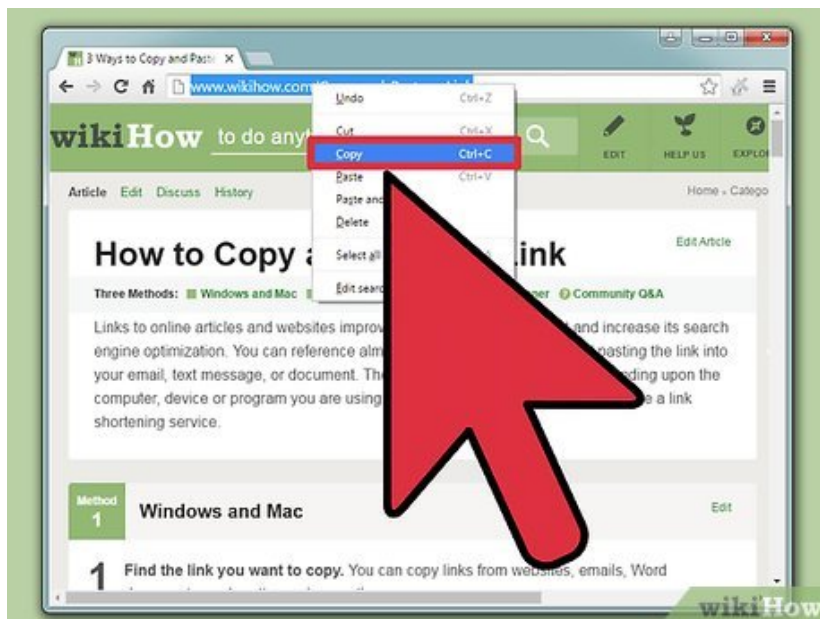 3 Ways to Copy and Paste
www.wikihow.com
Undo Ctrl+Z
Cut Ctrl+X
Copy Ctrl+C
Paste Ctrl+V
Paste and
Delete
Select all
Edit
wikiHow to do any
EDIT
HELP US
EXPLO
Article Edit Discuss History
Home » Catego
How to Copy a ink
Edit Article
Three Methods: Windows and Mac Community Q&A
Links to online articles and websites improv and increase its search
engine optimization. You can reference alm pasting the link into
your email, text message, or document. Th upon the
computer, device or program you are using a link
shortening service.
Method
1
Windows and Mac
Edit
1 Find the link you want to copy. You can copy links from websites, emails, Word
wikiHow